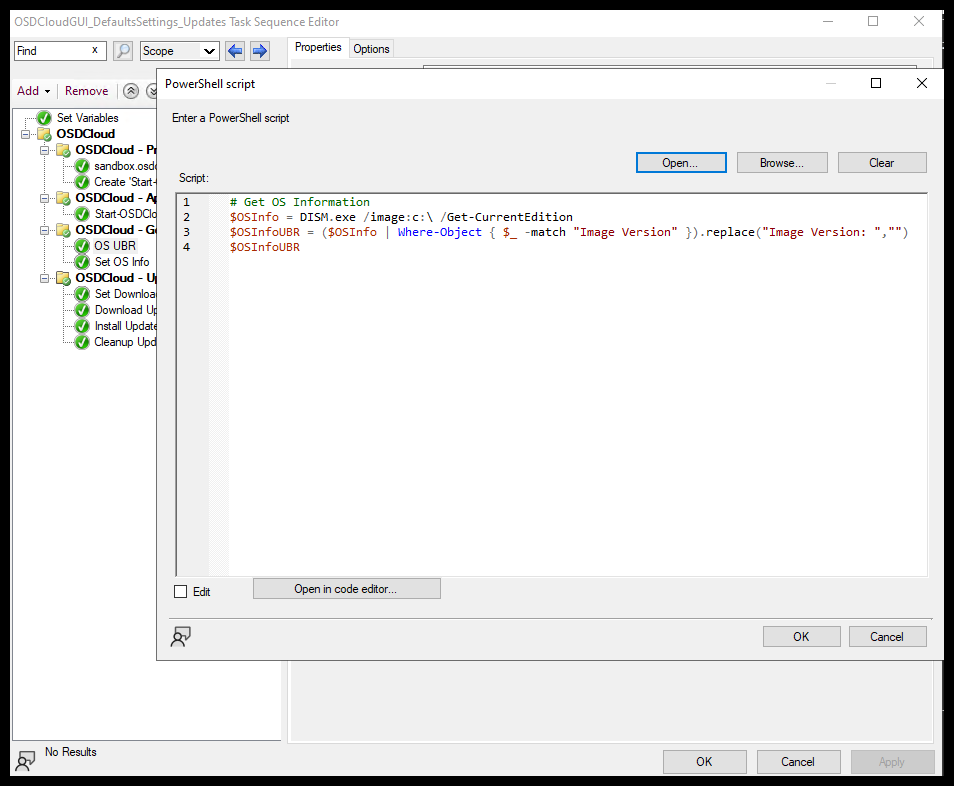 OSDCloudGUI_DefaultsSettings_Updates Task Sequence Editor
Find x Scope
Properties Options
Add Remove
Set Variables
OSDCloud
OSDCloud - Pr
sandbox.osdc
Create 'Start-
OSDCloud - Ap
Start-OSDClo
OSDCloud - Ge
OS UBR
Set OS Info
OSDCloud - Up
Set Downloa
Download Up
Install Update
Cleanup Upd
PowerShell script
Enter a PowerShell script
Open... Browse... Clear
Script:
1 # Get OS Information
2 $OSInfo = DISM.exe /image:c:\ /Get-CurrentEdition
3 $OSInfoUBR = ($OSInfo | Where-Object { $_ -match "Image Version" }).replace("Image Version: ","")
4 $OSInfoUBR
Edit Open in code editor...
OK Cancel
No Results
OK Cancel Apply